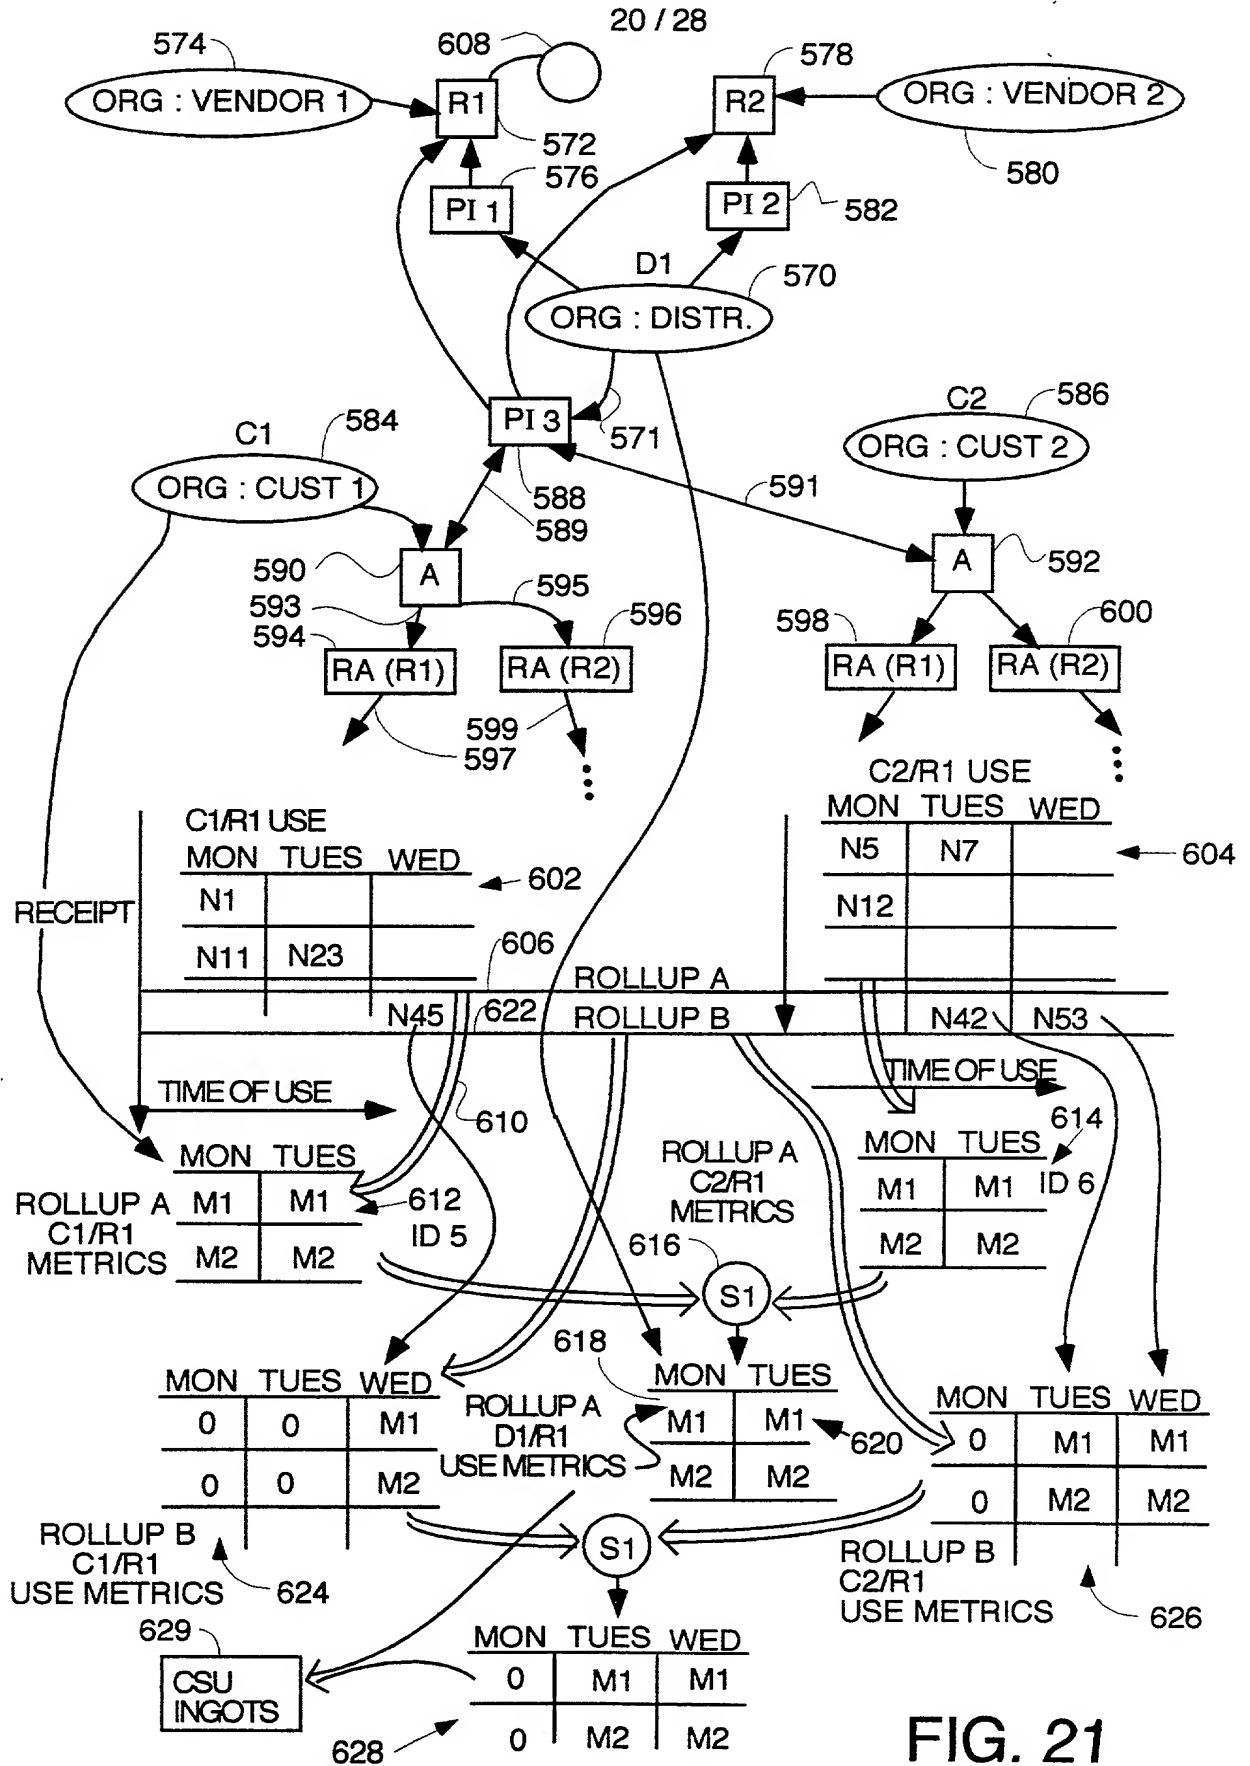 20 / 28
574
608
578
ORG : VENDOR 1
R1
R2
ORG : VENDOR 2
572
576
580
PI 1
PI 2
582
D1
570
ORG : DISTR.
C2
586
584
PI 3
571
C1
ORG : CUST 2
ORG : CUST 1
588
591
589
590
A
595
A
592
593
594
596
598
600
RA (R1)
RA (R2)
RA (R1)
RA (R2)
599
597
C2/R1 USE
MON TUES WED
C1/R1 USE
N5 N7
604
MON TUES WED
602
N1
N12
RECEIPT
N11 N23
606
ROLLUP A
N45
622
ROLLUP B
N42 N53
TIME OF USE
TIME OF USE
610
614
MON TUES
ROLLUP A
C2/R1
METRICS
MON TUES
ID 6
ROLLUP A
C1/R1
METRICS
M1 M1
612
ID 5
M1 M1
M2 M2
616
M2 M2
S1
618
MON TUES WED
MON TUES
MON TUES WED
0 0 M1
ROLLUP A
D1/R1
USE METRICS
M1 M1
620
0 M1 M1
0 0 M2
M2 M2
0 M2 M2
ROLLUP B
C1/R1
USE METRICS
624
S1
ROLLUP B
C2/R1
USE METRICS
626
629
MON TUES WED
CSU
INGOTS
0 M1 M1
628
0 M2 M2
FIG. 21